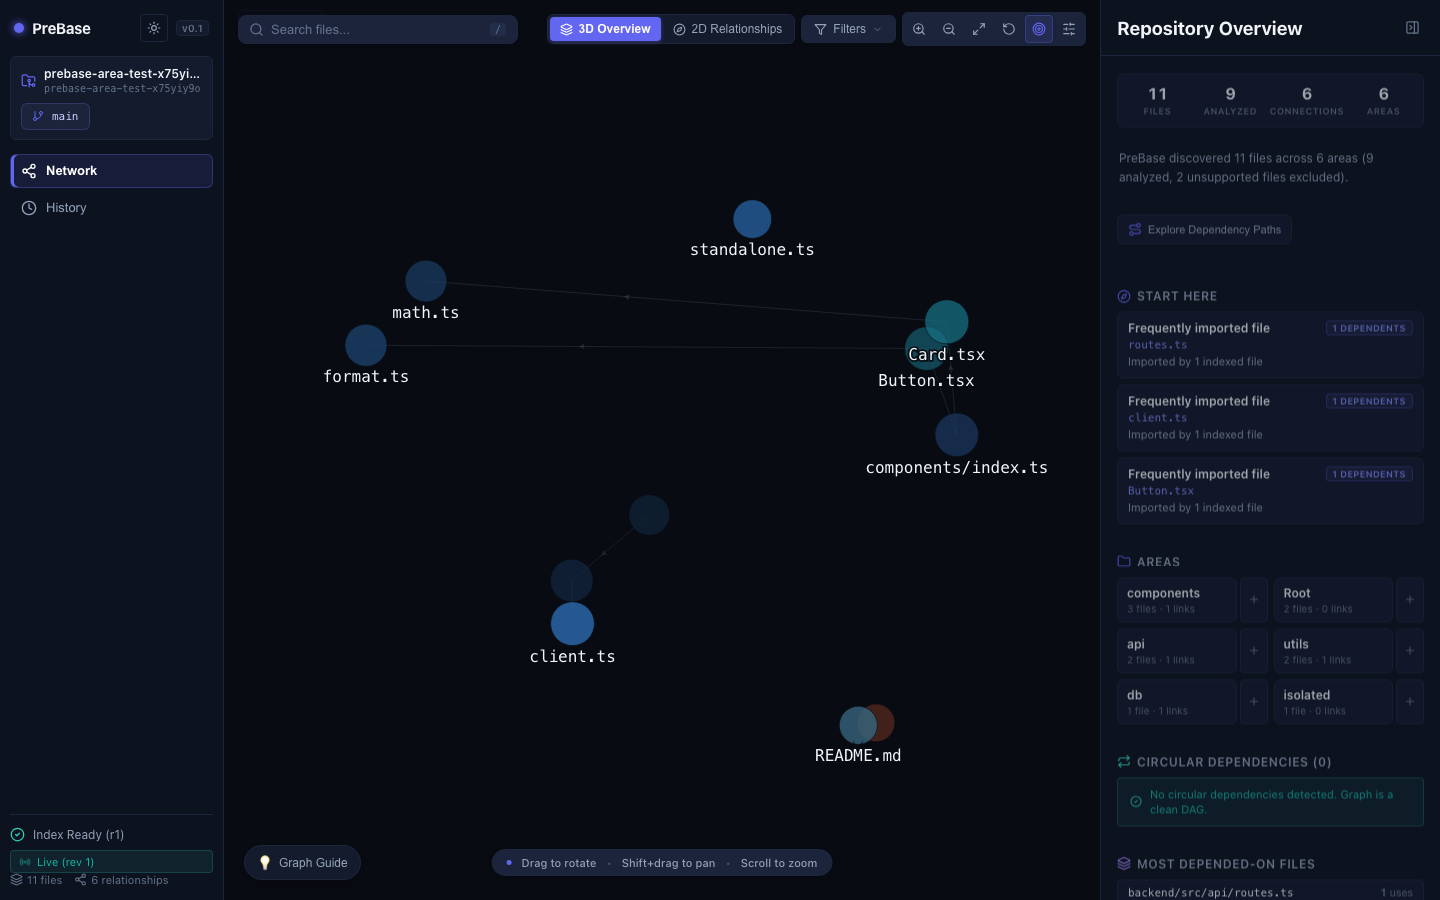 PreBase
v0.1
prebase-area-test-x75yi...
prebase-area-test-x75yiy9o
main
Network
History
Index Ready (r1)
Live (rev 1)
11 files
6 relationships
Search files...
/
3D Overview
2D Relationships
Filters
standalone.ts
math.ts
format.ts
Card.tsx
Button.tsx
components/index.ts
client.ts
README.md
Graph Guide
Drag to rotate · Shift+drag to pan · Scroll to zoom
Repository Overview
11
FILES
9
ANALYZED
6
CONNECTIONS
6
AREAS
PreBase discovered 11 files across 6 areas (9
analyzed, 2 unsupported files excluded).
Explore Dependency Paths
START HERE
Frequently imported file
1 DEPENDENTS
routes.ts
Imported by 1 indexed file
Frequently imported file
1 DEPENDENTS
client.ts
Imported by 1 indexed file
Frequently imported file
1 DEPENDENTS
Button.tsx
Imported by 1 indexed file
AREAS
components
3 files · 1 links
+
Root
2 files · 0 links
+
api
2 files · 1 links
+
utils
2 files · 1 links
+
db
1 file · 1 links
+
isolated
1 file · 0 links
+
CIRCULAR DEPENDENCIES (0)
No circular dependencies detected. Graph is a
clean DAG.
MOST DEPENDED-ON FILES
backend/src/api/routes.ts
1 uses